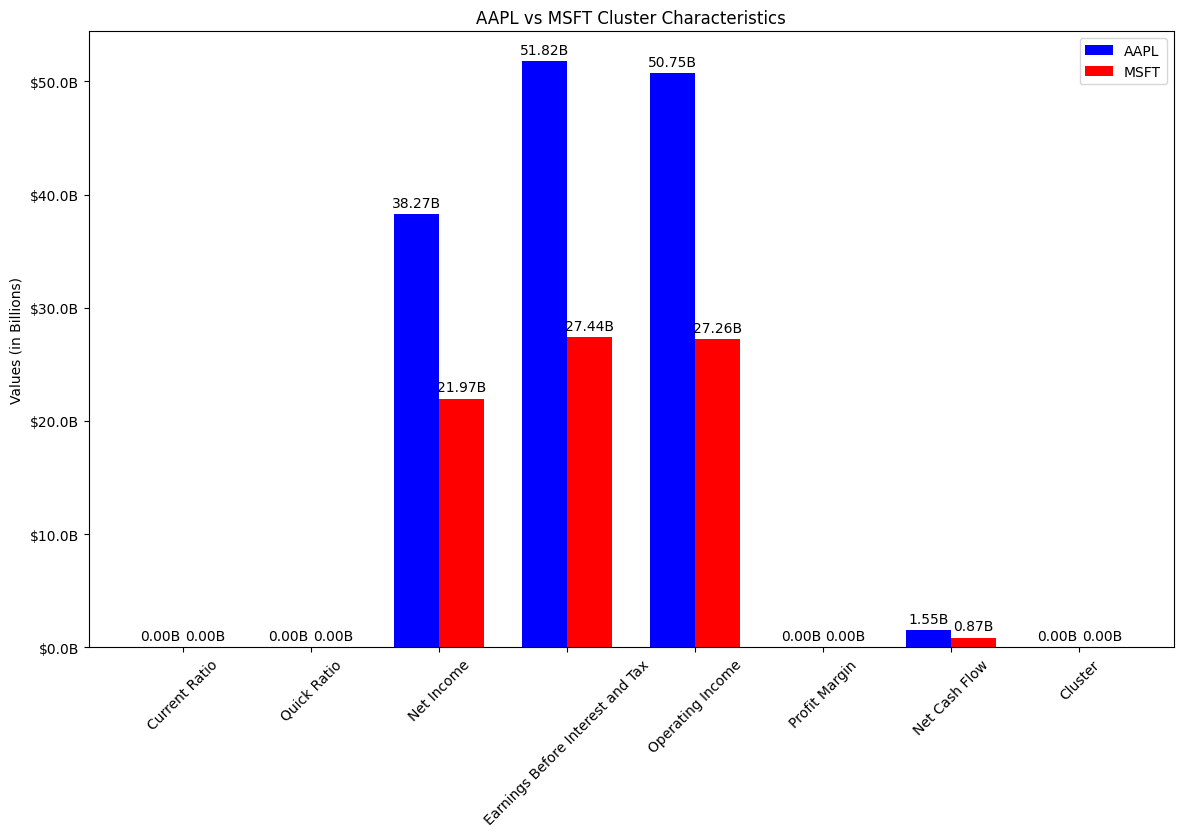 AAPL vs MSFT Cluster Characteristics
AAPL
MSFT
Values (in Billions)
$50.0B
$40.0B
$30.0B
$20.0B
$10.0B
$0.0B
0.00B 0.00B
0.00B 0.00B
38.27B
21.97B
51.82B
27.44B
50.75B
27.26B
0.00B 0.00B
1.55B
0.87B
0.00B 0.00B
Current Ratio
Quick Ratio
Net Income
Earnings Before Interest and Tax
Operating Income
Profit Margin
Net Cash Flow
Cluster